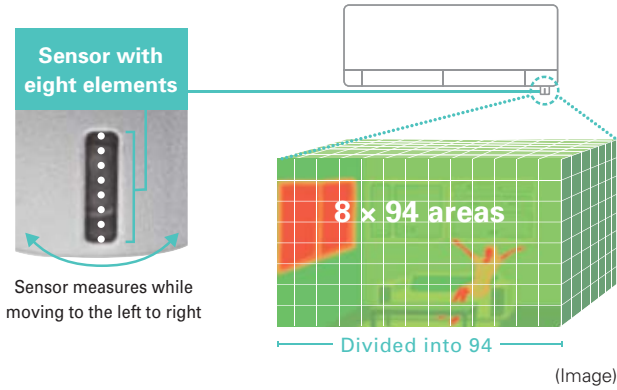 Sensor with
eight elements
8 × 94 areas
Sensor measures while
moving to the left to right
Divided into 94
(Image)